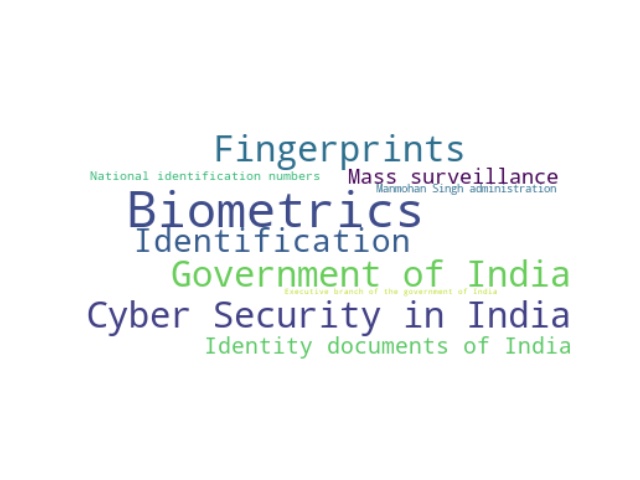 Fingerprints
National identification numbers
Mass surveillance
Manmohan Singh administration
Biometrics
Identification
Government of India
Executive branch of the government of India
Cyber Security in India
Identity documents of India